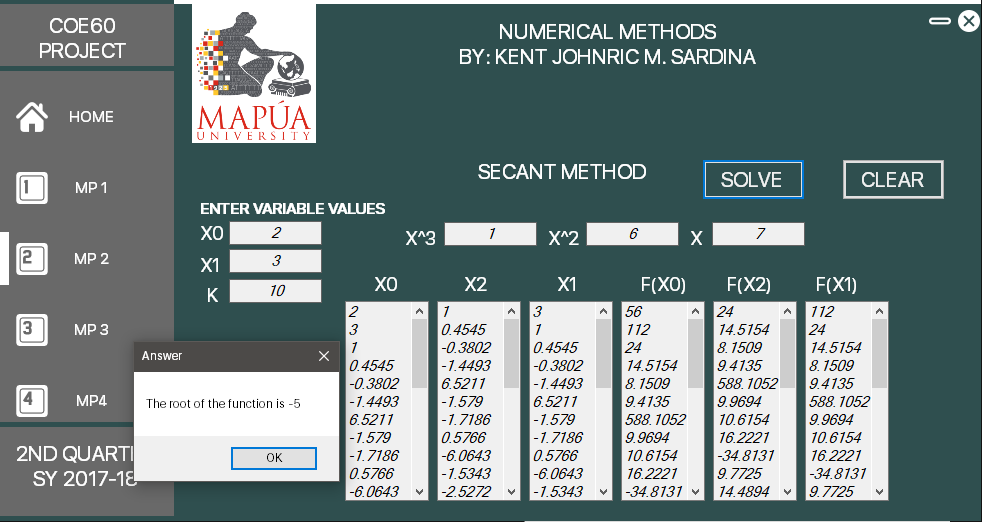 COE60
PROJECT
HOME
1
MP 1
2
MP 2
3
MP 3
4
MP4
2ND QUART
SY 2017-18
MAPÚA
UNIVERSITY
NUMERICAL METHODS
BY: KENT JOHNRIC M. SARDINA
SECANT METHOD
SOLVE
CLEAR
ENTER VARIABLE VALUES
X0 2
X1 3
K 10
X^3 1 X^2 6 X 7
X0 X2 X1 F(X0) F(X2) F(X1)
2 1 3 56 24 112
3 0.4545 1 112 14.5154 24
1 -0.3802 0.4545 24 8.1509 14.5154
0.4545 -1.4493 -0.3802 14.5154 9.4135 8.1509
-0.3802 6.5211 -1.4493 8.1509 588.1052 9.4135
-1.4493 -1.579 6.5211 9.4135 9.9694 588.1052
6.5211 -1.7186 -1.579 588.1052 10.6154 9.9694
-1.579 0.5766 -1.7186 9.9694 16.2221 10.6154
-1.7186 -6.0643 0.5766 10.6154 -34.8131 16.2221
0.5766 -1.5343 -6.0643 16.2221 9.7725 -34.8131
-6.0643 -2.5272 -1.5343 -34.8131 14.4894 9.7725
Answer
The root of the function is -5
OK